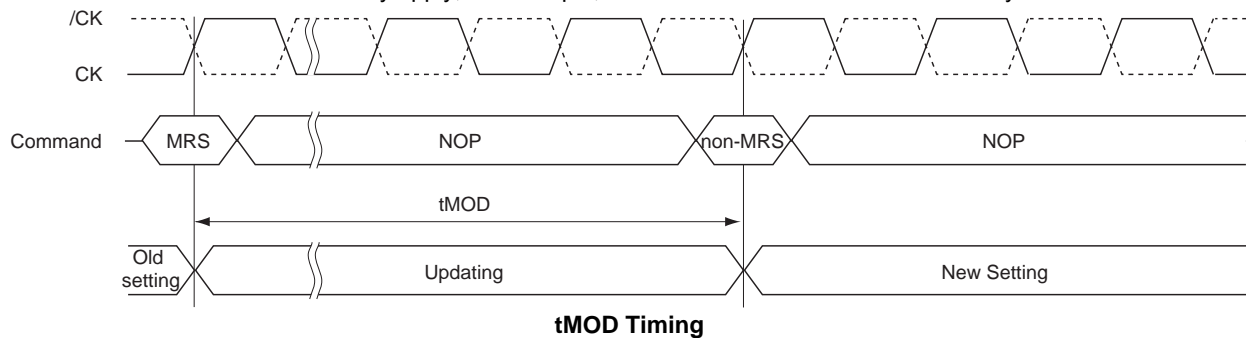 /CK
CK
Command
MRS
NOP
non-MRS
NOP
tMOD
Old
setting
Updating
New Setting
tMOD Timing